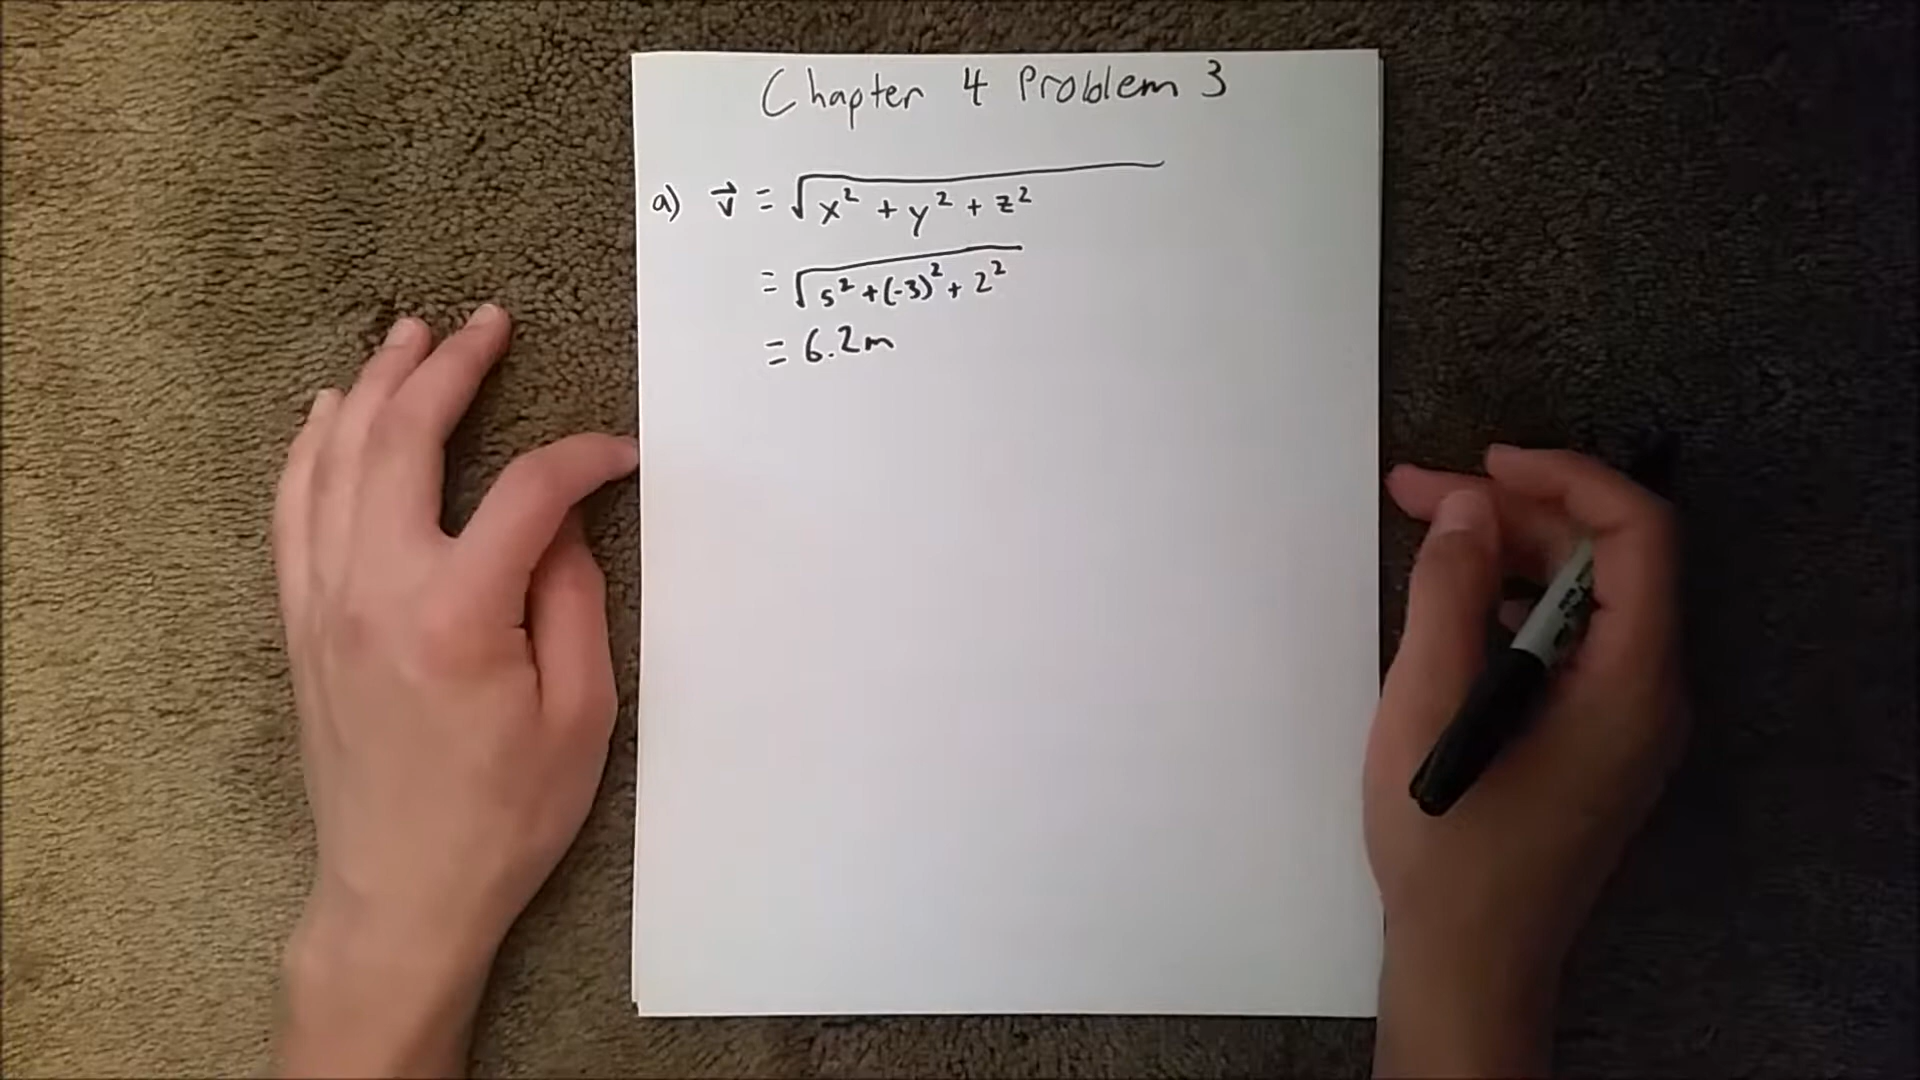 Chapter 4 Problem 3
a) v⃗ = √x² + y² + z²
= √5² + (-3)² + 2²
= 6.2m